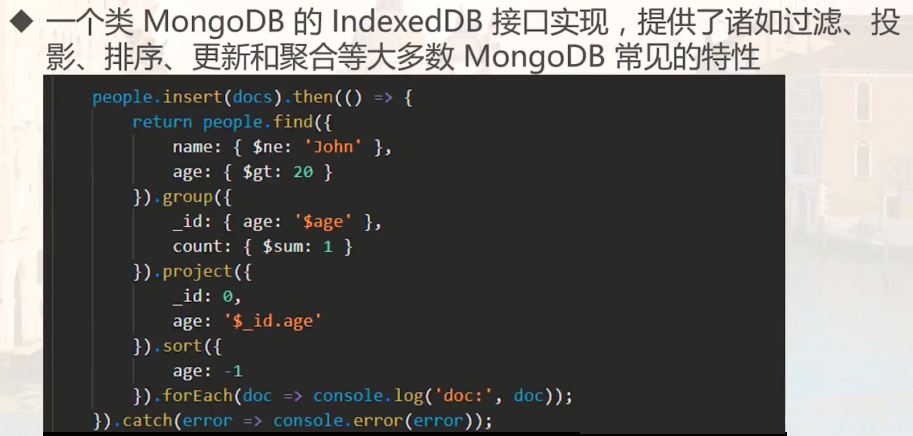 ◆ 一个类 MongoDB 的 IndexedDB 接口实现，提供了诸如过滤、投
影、排序、更新和聚合等大多数 MongoDB 常见的特性
people.insert(docs).then(() => {
    return people.find({
        name: { $ne: 'John' },
        age: { $gt: 20 }
    }).group({
        _id: { age: '$age' },
        count: { $sum: 1 }
    }).project({
        _id: 0,
        age: '$_id.age'
    }).sort({
        age: -1
    }).forEach(doc => console.log('doc:', doc));
}).catch(error => console.error(error));